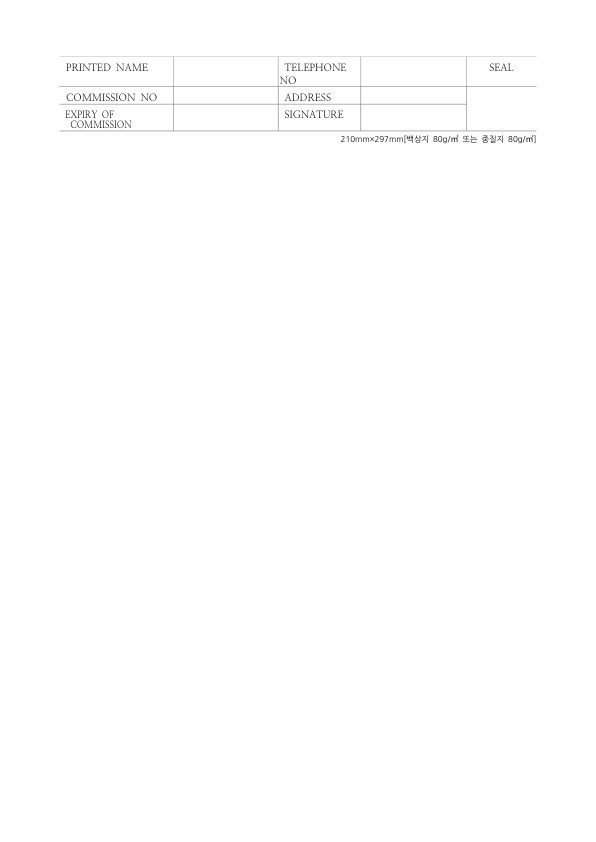 PRINTED NAME
TELEPHONE
NO
SEAL
COMMISSION NO
ADDRESS
EXPIRY OF
COMMISSION
SIGNATURE
210mm×297mm[백상지 80g/㎡ 또는 중질지 80g/㎡]